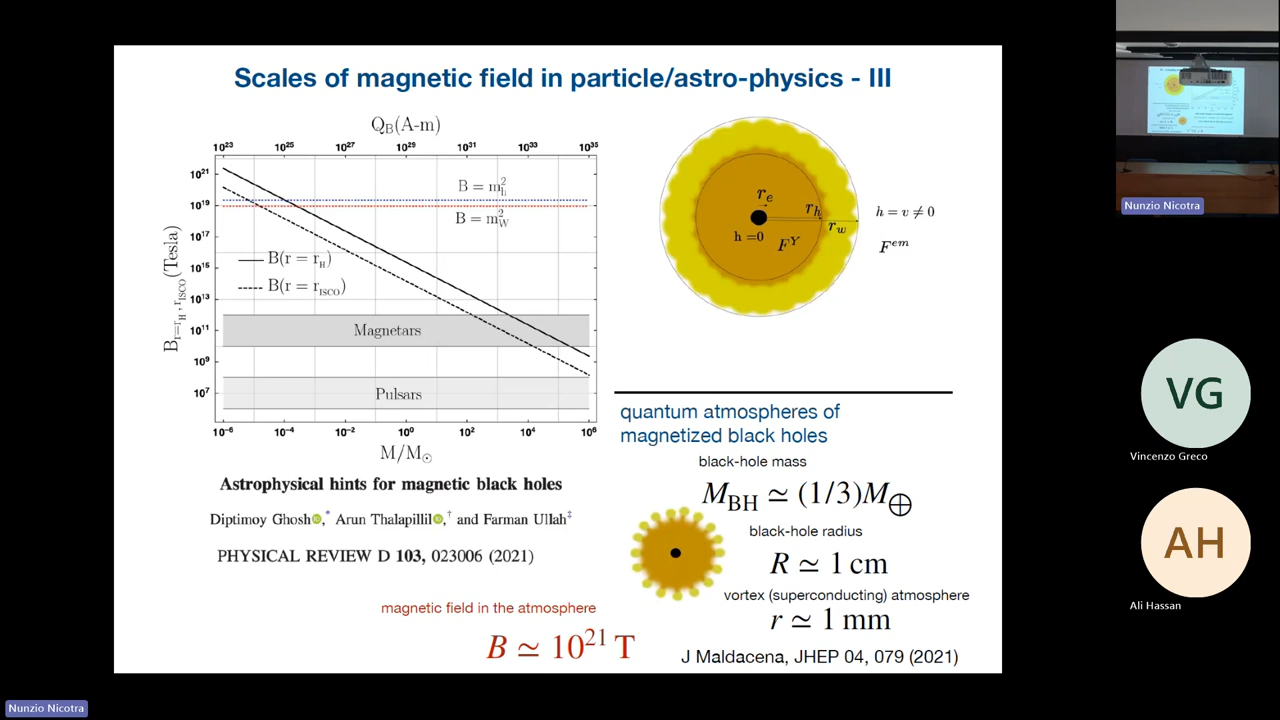 Scales of magnetic field in particle/astro-physics - III
Q_B(A-m)
10^23 10^25 10^27 10^29 10^31 10^33 10^35
10^21
10^19
10^17
10^15
10^13
10^11
10^9
10^7
B_{r=r_H, r_ISCO}(Tesla)
B = m_h^2
B = m_W^2
B(r = r_H)
B(r = r_ISCO)
Magnetars
Pulsars
10^-6 10^-4 10^-2 10^0 10^2 10^4 10^6
M/M_⊙
Astrophysical hints for magnetic black holes
Diptimoy Ghosh,* Arun Thalapillil,† and Farman Ullah‡
PHYSICAL REVIEW D 103, 023006 (2021)
magnetic field in the atmosphere
B ≃ 10^21 T
r_e
r_h
r_w
h=0
F^Y
h = v ≠ 0
F^em
quantum atmospheres of
magnetized black holes
black-hole mass
M_BH ≃ (1/3)M_⊕
black-hole radius
R ≃ 1 cm
vortex (superconducting) atmosphere
r ≃ 1 mm
J Maldacena, JHEP 04, 079 (2021)
Nunzio Nicotra
VG
Vincenzo Greco
AH
Ali Hassan
Nunzio Nicotra